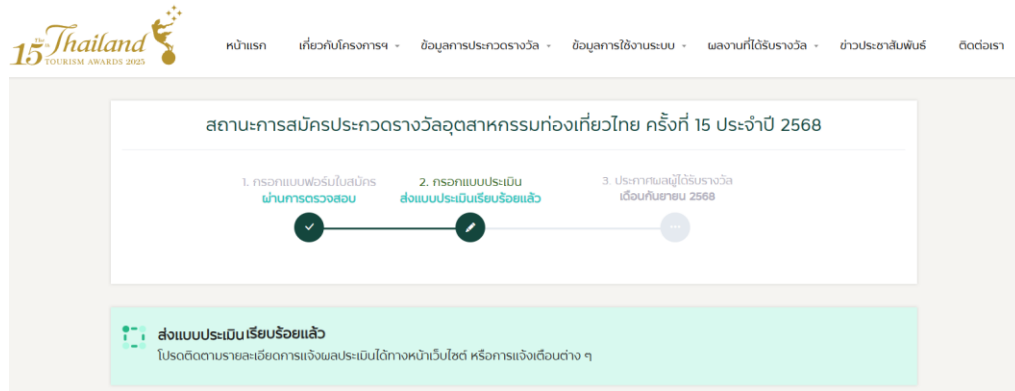 The 15th Thailand
TOURISM AWARDS 2025
หน้าแรก เกี่ยวกับโครงการฯ ข้อมูลการประกวดรางวัล ข้อมูลการใช้งานระบบ ผลงานที่ได้รับรางวัล ข่าวประชาสัมพันธ์ ติดต่อเรา
สถานะการสมัครประกวดรางวัลอุตสาหกรรมท่องเที่ยวไทย ครั้งที่ 15 ประจำปี 2568
1. กรอกแบบฟอร์มใบสมัคร 2. กรอกแบบประเมิน 3. ประกาศผลผู้ได้รับรางวัล
ผ่านการตรวจสอบ ส่งแบบประเมินเรียบร้อยแล้ว เดือนกันยายน 2568
ส่งแบบประเมินเรียบร้อยแล้ว
โปรดติดตามรายละเอียดการแจ้งผลประเมินได้ทางหน้าเว็บไซต์ หรือการแจ้งเตือนต่าง ๆ